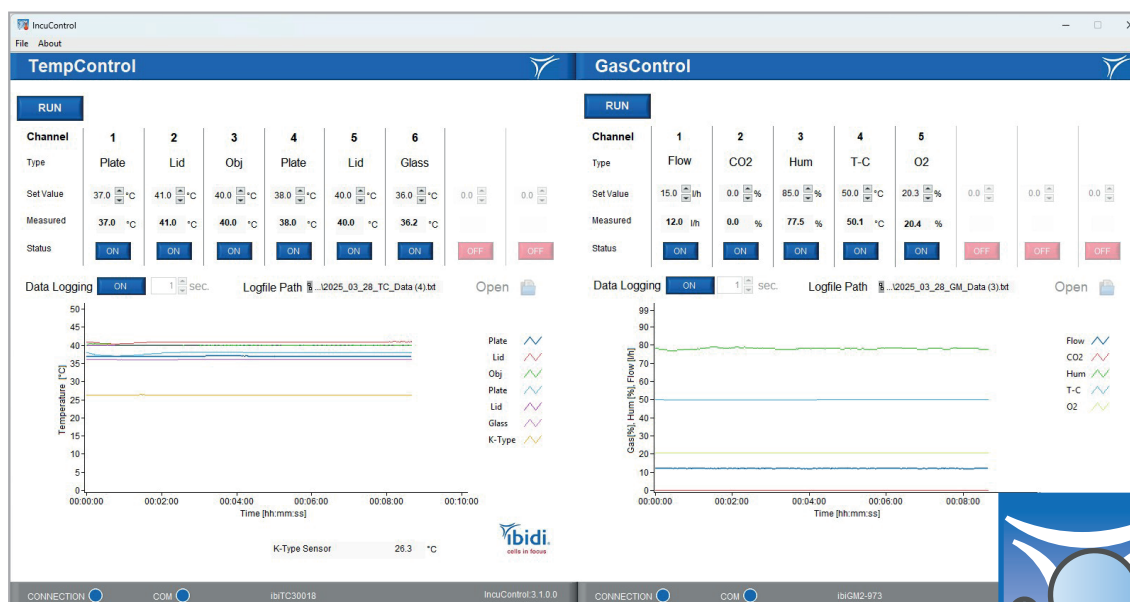 IncuControl
File About
TempControl
RUN
Channel 1 2 3 4 5 6
Type Plate Lid Obj Plate Lid Glass
Set Value 37.0 °C 41.0 °C 40.0 °C 38.0 °C 40.0 °C 36.0 °C 0.0 0.0
Measured 37.0 °C 41.0 °C 40.0 °C 38.0 °C 40.0 °C 36.2 °C
Status ON ON ON ON ON ON OFF OFF
Data Logging ON 1 sec. Logfile Path ...\2025_03_28_TC_Data (4).txt Open
Temperature [°C]
50
45
40
35
30
25
20
15
10
5
0
00:00:00 00:02:00 00:04:00 00:06:00 00:08:00 00:10:00
Time [hh:mm:ss]
Plate
Lid
Obj
Plate
Lid
Glass
K-Type
K-Type Sensor 26.3 °C
ibidi.
cells in focus
CONNECTION COM ibiTC30018 IncuControl:3.1.0.0
GasControl
RUN
Channel 1 2 3 4 5
Type Flow CO2 Hum T-C O2
Set Value 15.0 l/h 0.0 % 85.0 % 50.0 °C 20.3 % 0.0 0.0 0.0
Measured 12.0 l/h 0.0 % 77.5 % 50.1 °C 20.4 %
Status ON ON ON ON ON OFF OFF OFF
Data Logging ON 1 sec. Logfile Path ...\2025_03_28_GM_Data (3).txt Open
Gas[%], Hum [%], Flow [l/h]
99
90
80
70
60
50
40
30
20
10
0
00:00:00 00:02:00 00:04:00 00:06:00 00:08:00
Time [hh:mm:ss]
Flow
CO2
Hum
T-C
O2
CONNECTION COM ibiGM2-973